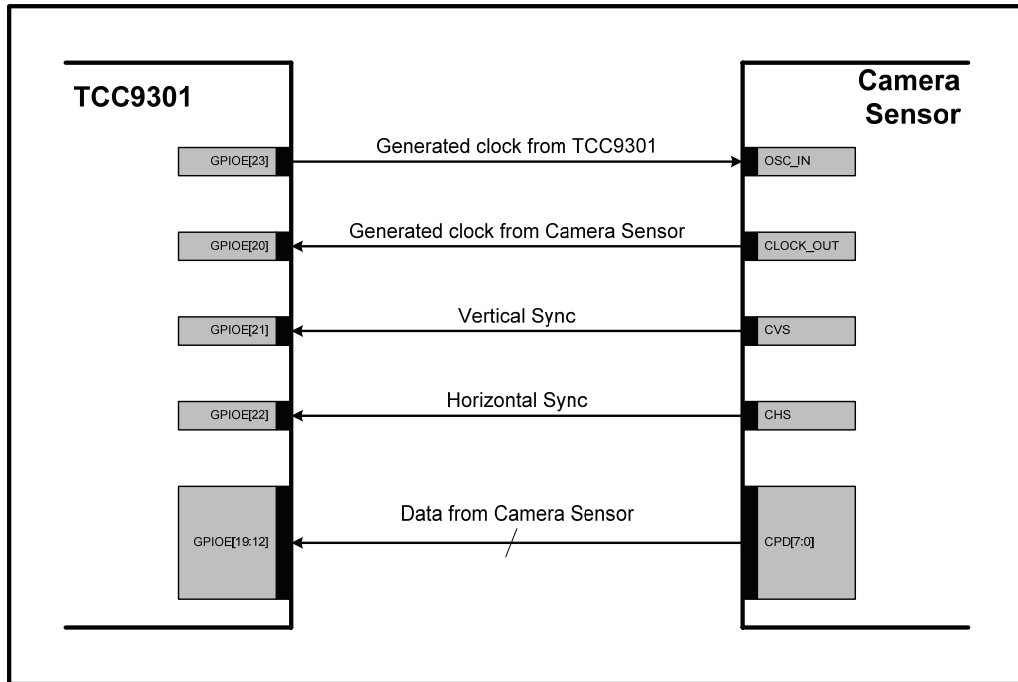 TCC9301
Camera
Sensor
GPIOE[23]
Generated clock from TCC9301
OSC_IN
GPIOE[20]
Generated clock from Camera Sensor
CLOCK_OUT
GPIOE[21]
Vertical Sync
CVS
GPIOE[22]
Horizontal Sync
CHS
GPIOE[19:12]
Data from Camera Sensor
CPD[7:0]